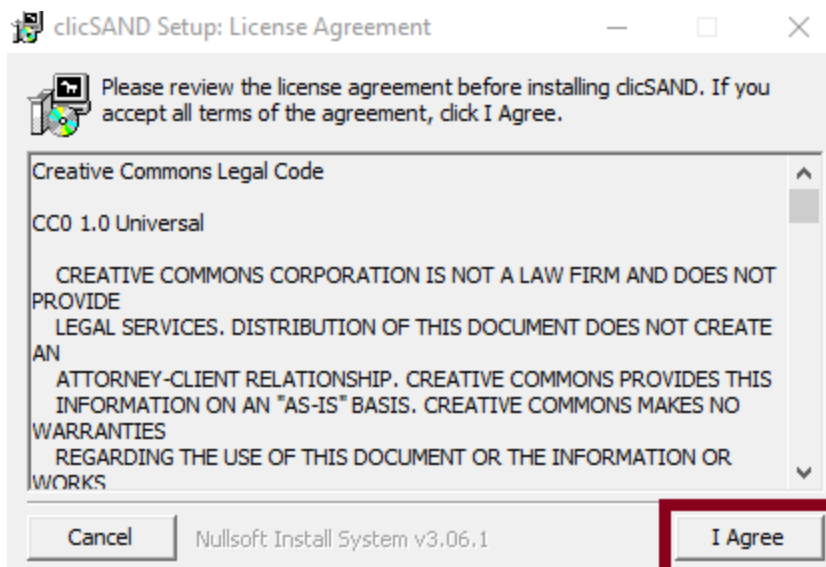 clicSAND Setup: License Agreement
Please review the license agreement before installing clicSAND. If you
accept all terms of the agreement, click I Agree.
Creative Commons Legal Code
CC0 1.0 Universal
CREATIVE COMMONS CORPORATION IS NOT A LAW FIRM AND DOES NOT
PROVIDE
LEGAL SERVICES. DISTRIBUTION OF THIS DOCUMENT DOES NOT CREATE
AN
ATTORNEY-CLIENT RELATIONSHIP. CREATIVE COMMONS PROVIDES THIS
INFORMATION ON AN "AS-IS" BASIS. CREATIVE COMMONS MAKES NO
WARRANTIES
REGARDING THE USE OF THIS DOCUMENT OR THE INFORMATION OR
WORKS
Cancel
Nullsoft Install System v3.06.1
I Agree